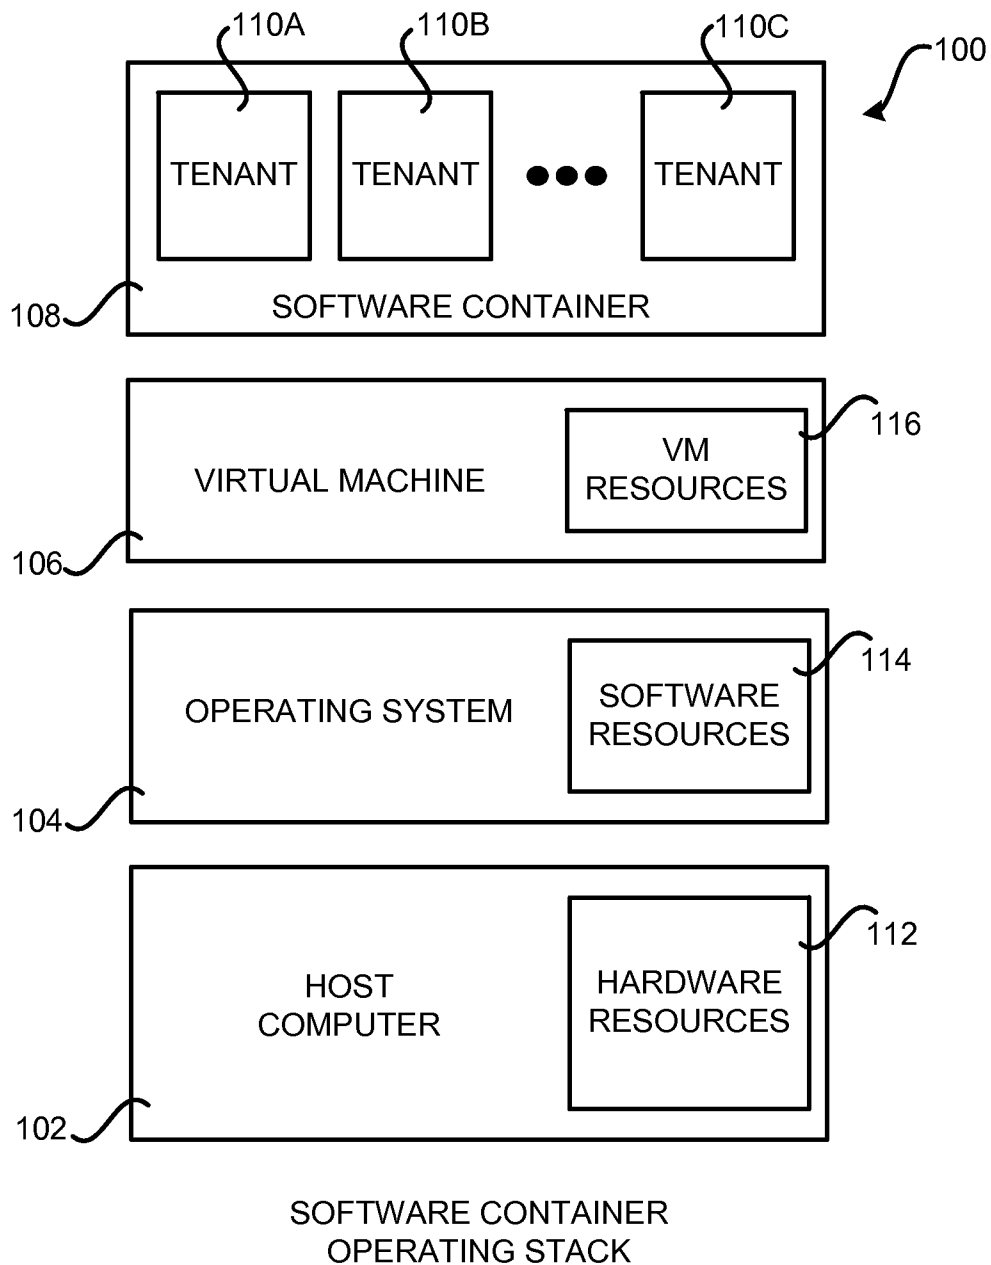 110A
110B
110C
100
TENANT
TENANT
TENANT
108
SOFTWARE CONTAINER
116
VM
RESOURCES
VIRTUAL MACHINE
106
114
SOFTWARE
RESOURCES
OPERATING SYSTEM
104
112
HARDWARE
RESOURCES
HOST
COMPUTER
102
SOFTWARE CONTAINER
OPERATING STACK